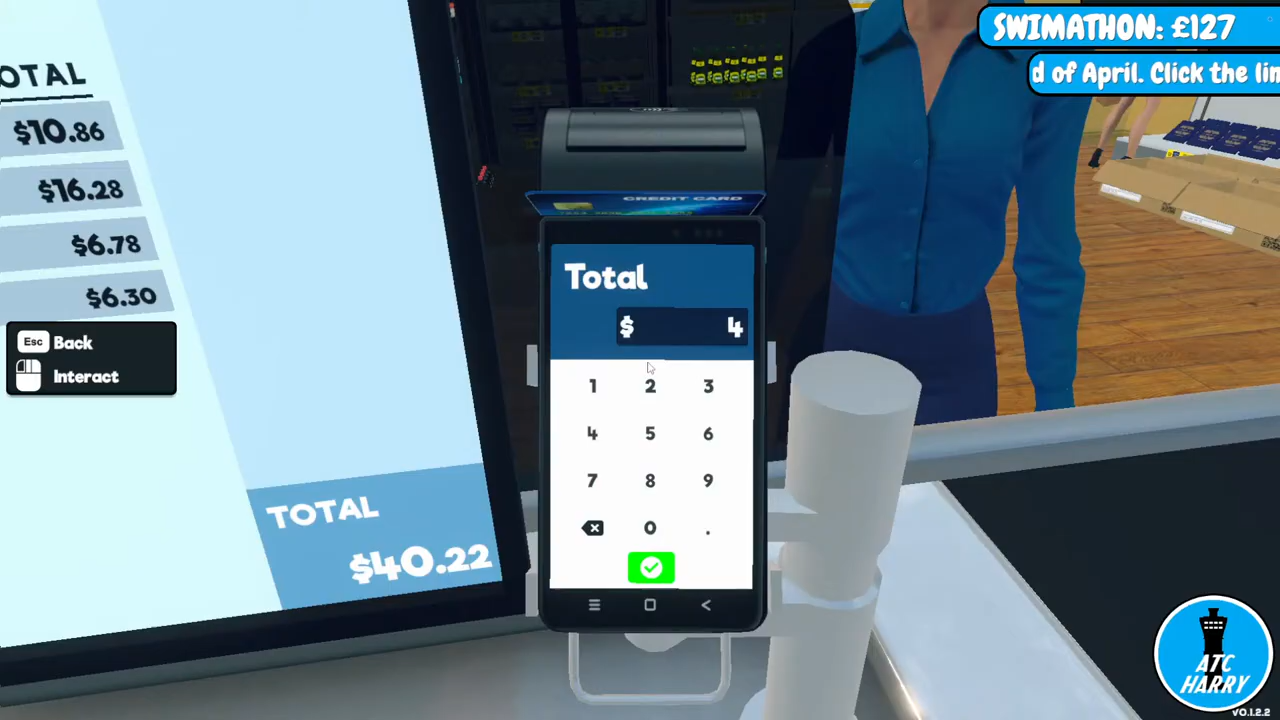 SWIMATHON: £127
d of April. Click the lin
OTAL
$10.86
$16.28
$6.78
$6.30
Esc Back
Interact
TOTAL
$40.22
CREDIT CARD
Total
$ 4
1 2 3
4 5 6
7 8 9
0 .
ATC
HARRY
V0.1.2.2